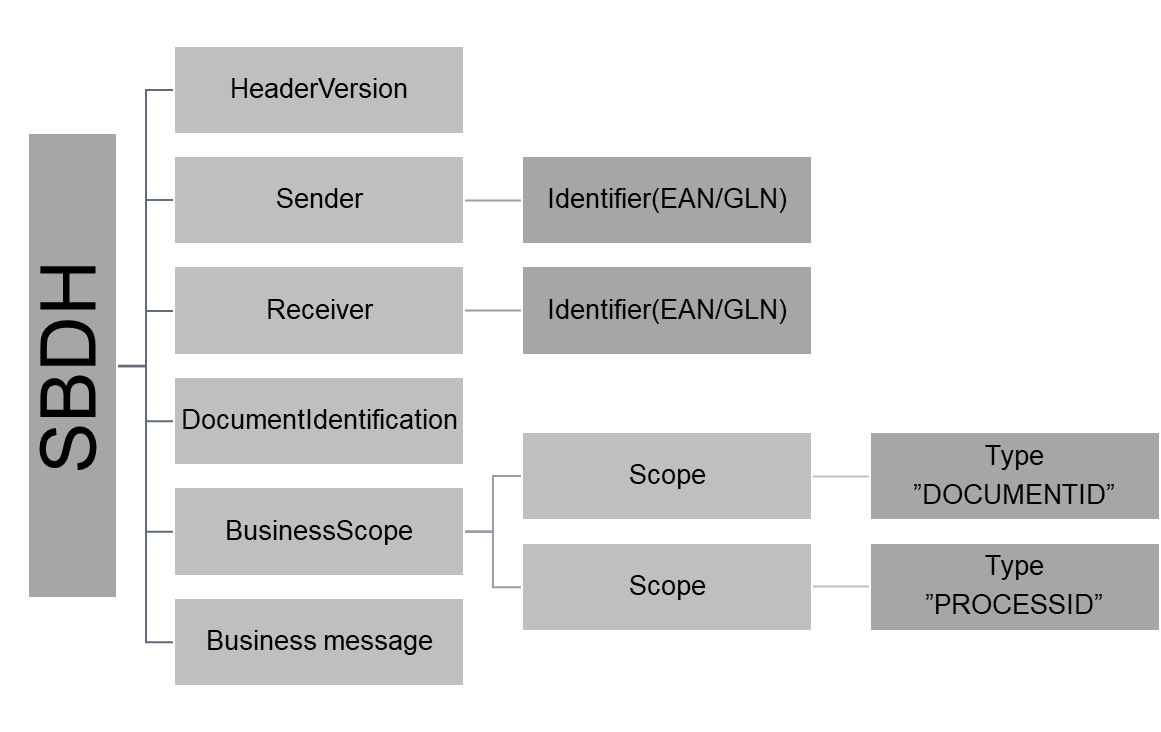 SBDH
HeaderVersion
Sender
Identifier(EAN/GLN)
Receiver
Identifier(EAN/GLN)
DocumentIdentification
BusinessScope
Scope
Type
”DOCUMENTID”
Scope
Type
”PROCESSID”
Business message